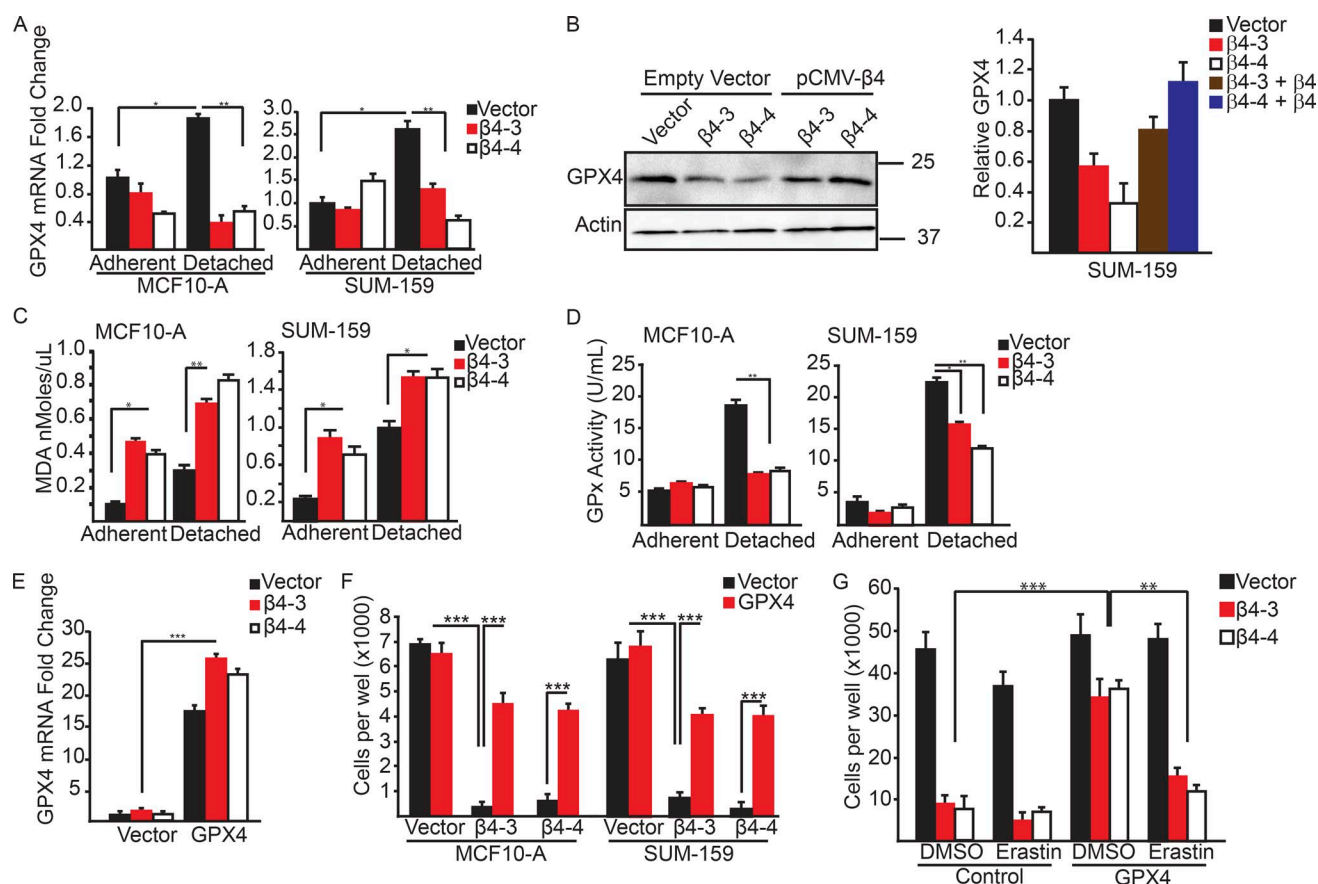 A
GPX4 mRNA Fold Change
2.0
1.6
1.2
0.8
0.4
*
**
Adherent Detached
MCF10-A
3.0
2.5
2.0
1.5
1.0
0.5
*
**
Adherent Detached
SUM-159
Vector
β4-3
β4-4
B
Empty Vector
pCMV-β4
Vector
β4-3
β4-4
β4-3
β4-4
GPX4
Actin
25
37
Relative GPX4
1.4
1.2
1.0
0.8
0.6
0.4
0.2
SUM-159
Vector
β4-3
β4-4
β4-3 + β4
β4-4 + β4
C
MCF10-A
MDA nMoles/uL
1.0
0.8
0.6
0.4
0.2
*
**
Adherent Detached
SUM-159
1.8
1.4
1.0
0.6
0.2
*
*
Adherent Detached
Vector
β4-3
β4-4
D
MCF10-A
GPx Activity (U/mL)
25
20
15
10
5
**
Adherent Detached
SUM-159
25
20
15
10
5
**
*
Adherent Detached
Vector
β4-3
β4-4
E
GPX4 mRNA Fold Change
25
20
15
10
5
***
Vector GPX4
Vector
β4-3
β4-4
F
Cells per wel (x1000)
8
7
6
5
4
3
2
1
*** ***
***
*** ***
***
Vector β4-3 β4-4 Vector β4-3 β4-4
MCF10-A SUM-159
Vector
GPX4
G
Cells per well (x1000)
60
50
40
30
20
10
*** **
DMSO Erastin DMSO Erastin
Control GPX4
Vector
β4-3
β4-4